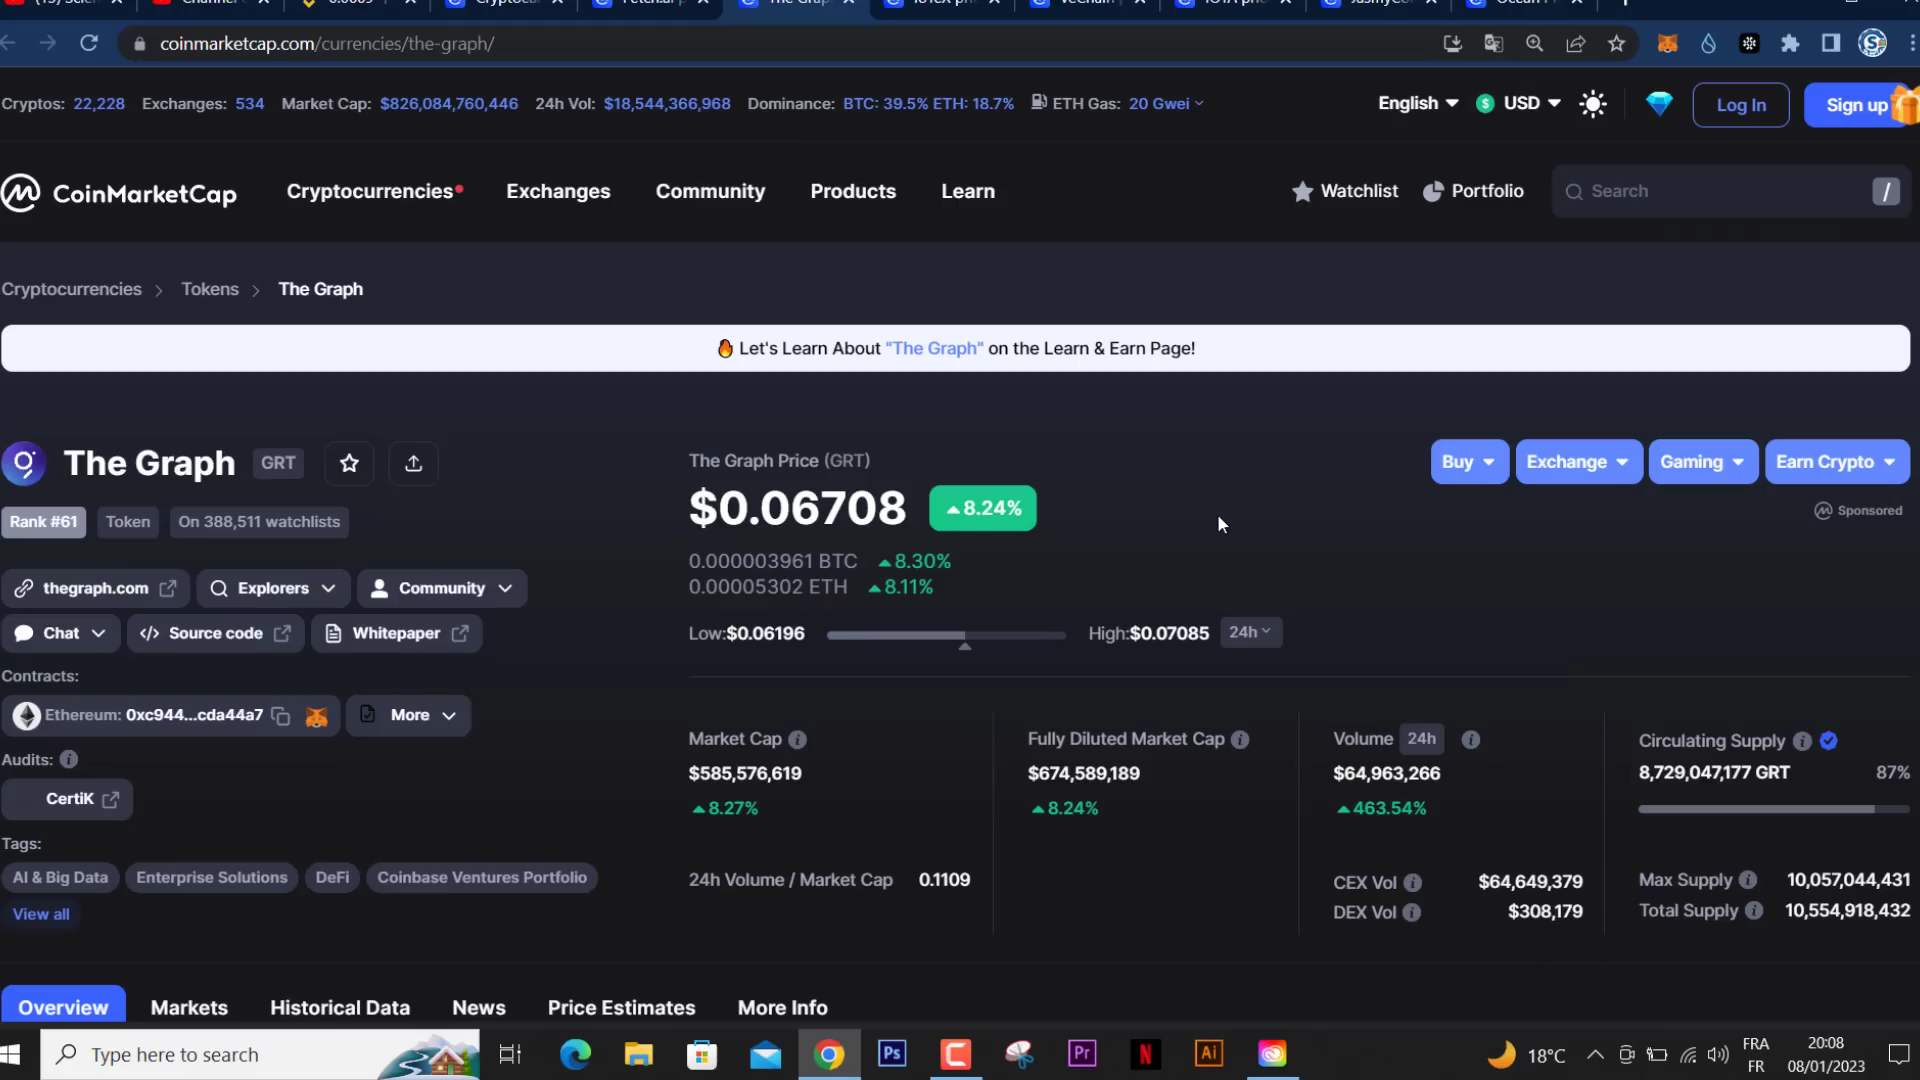 coinmarketcap.com/currencies/the-graph/
Cryptos: 22,228 Exchanges: 534 Market Cap: $826,084,760,446 24h Vol: $18,544,366,968 Dominance: BTC: 39.5% ETH: 18.7% ETH Gas: 20 Gwei English USD Log In Sign up
CoinMarketCap Cryptocurrencies Exchanges Community Products Learn Watchlist Portfolio Search /
Cryptocurrencies > Tokens > The Graph
Let's Learn About "The Graph" on the Learn & Earn Page!
The Graph GRT
Rank #61 Token On 388,511 watchlists
thegraph.com Explorers Community
Chat Source code Whitepaper
Contracts:
Ethereum: 0xc944...cda44a7 More
Audits:
CertiK
Tags:
AI & Big Data Enterprise Solutions DeFi Coinbase Ventures Portfolio
View all
The Graph Price (GRT)
$0.06708 8.24%
0.000003961 BTC 8.30%
0.00005302 ETH 8.11%
Low:$0.06196 High:$0.07085 24h
Buy Exchange Gaming Earn Crypto
Sponsored
Market Cap
$585,576,619
8.27%
24h Volume / Market Cap 0.1109
Fully Diluted Market Cap
$674,589,189
8.24%
Volume 24h
$64,963,266
463.54%
CEX Vol $64,649,379
DEX Vol $308,179
Circulating Supply
8,729,047,177 GRT 87%
Max Supply 10,057,044,431
Total Supply 10,554,918,432
Overview Markets Historical Data News Price Estimates More Info
Type here to search
Ps Pr N Ai
18°C
FRA
FR
20:08
08/01/2023